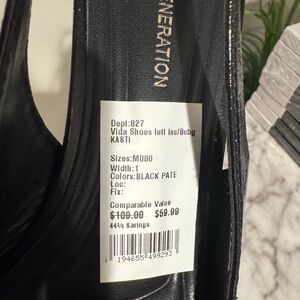 NERATION
Dept:827
Vida Shoes Intl Inc/Bcbg
KASTI
Sizes:M080
Width:1
Colors:BLACK PATE
Loc:
Fix:
Comparable Value
$109.00 $59.99
44% Savings
194655499293